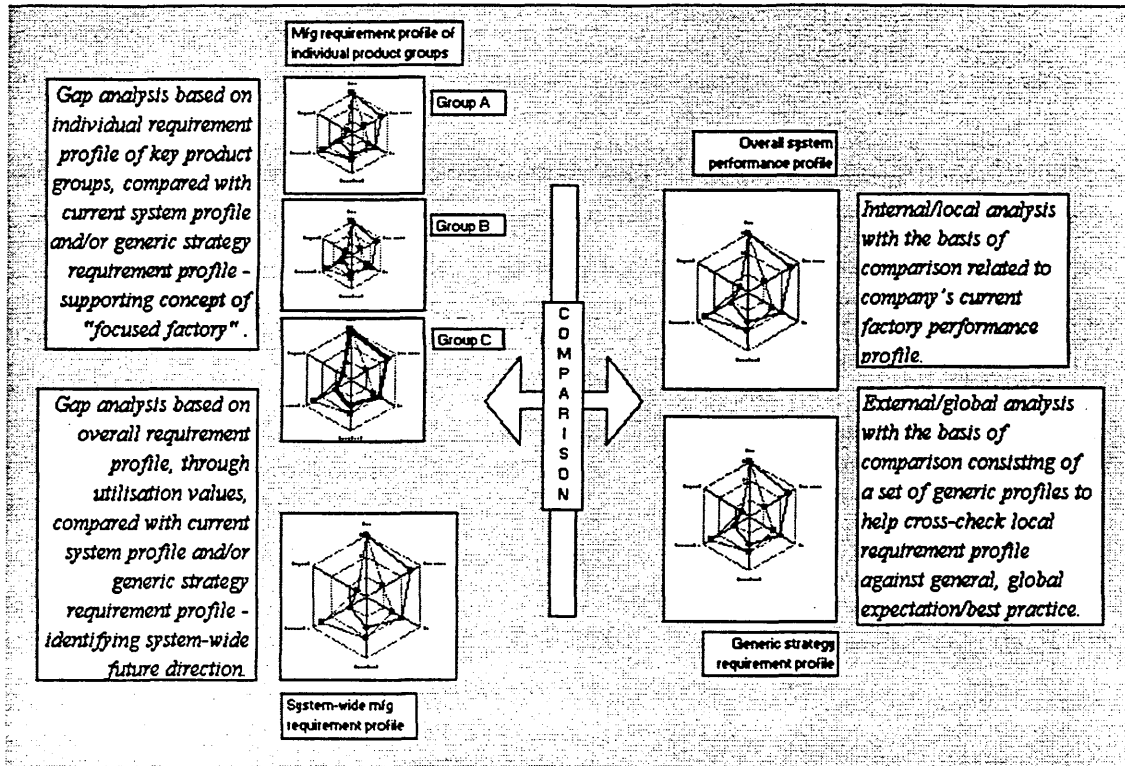 Mfg requirement profile of
individual product groups
Gap analysis based on
individual requirement
profile of key product
groups, compared with
current system profile
and/or generic strategy
requirement profile -
supporting concept of
"focused factory" .
Group A
Group B
Group C
Gap analysis based on
overall requirement
profile, through
utilisation values,
compared with current
system profile and/or
generic strategy
requirement profile -
identifying system-wide
future direction.
System-wide mfg
requirement profile
COMPARISON
Overall system
performance profile
Internal/local analysis
with the basis of
comparison related to
company's current
factory performance
profile.
External/global analysis
with the basis of
comparison consisting of
a set of generic profiles to
help cross-check local
requirement profile
against general, global
expectation/best practice.
Generic strategy
requirement profile